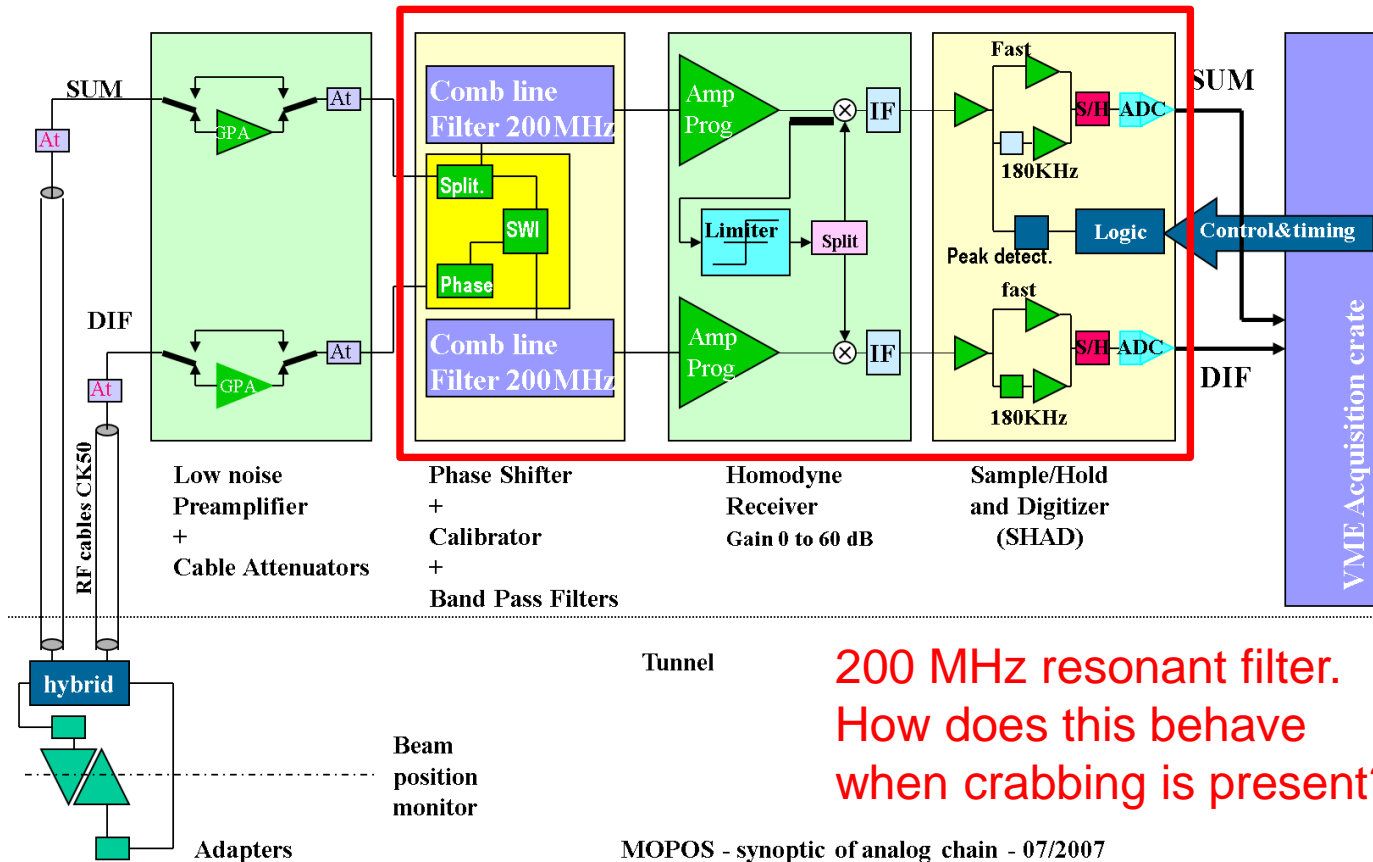 SUM
At
GPA
At
DIF
At
GPA
At
RF cables CK50
Low noise
Preamplifier
+
Cable Attenuators
Comb line
Filter 200MHz
Split.
SWI
Phase
Comb line
Filter 200MHz
Phase Shifter
+
Calibrator
+
Band Pass Filters
Amp
Prog
IF
Limiter
Split
Amp
Prog
IF
Homodyne
Receiver
Gain 0 to 60 dB
Fast
S/H
ADC
180KHz
Peak detect.
Logic
fast
S/H
ADC
180KHz
Sample/Hold
and Digitizer
(SHAD)
SUM
Control&timing
DIF
VME Acquisition crate
Tunnel
hybrid
Beam
position
monitor
Adapters
200 MHz resonant filter.
How does this behave
when crabbing is present?
MOPOS - synoptic of analog chain - 07/2007